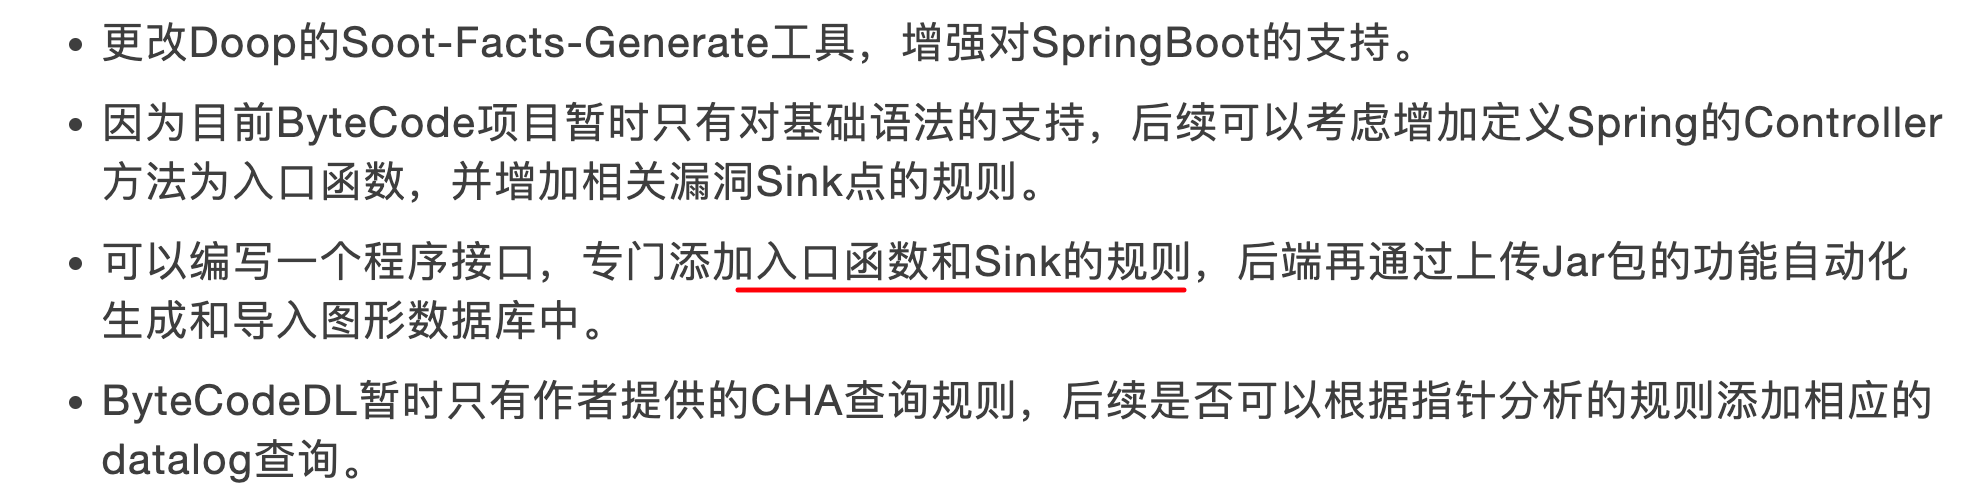 • 更改Doop的Soot-Facts-Generate工具，增强对SpringBoot的支持。
• 因为目前ByteCode项目暂时只有对基础语法的支持，后续可以考虑增加定义Spring的Controller
方法为入口函数，并增加相关漏洞Sink点的规则。
• 可以编写一个程序接口，专门添加入口函数和Sink的规则，后端再通过上传Jar包的功能自动化
生成和导入图形数据库中。
• ByteCodeDL暂时只有作者提供的CHA查询规则，后续是否可以根据指针分析的规则添加相应的
datalog查询。